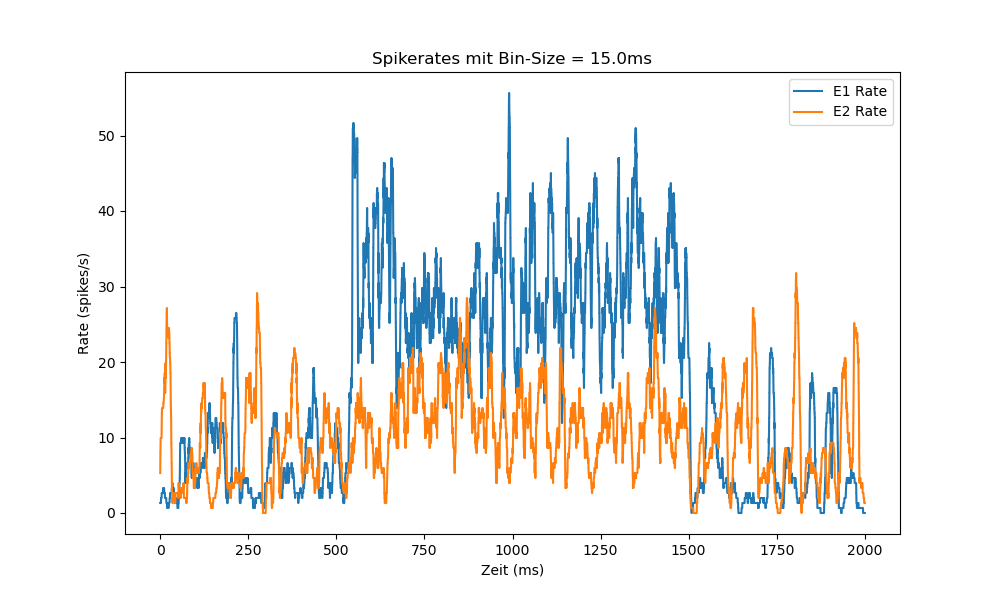 Spikerates mit Bin-Size = 15.0ms
E1 Rate
E2 Rate
Rate (spikes/s)
50
40
30
20
10
0
0 250 500 750 1000 1250 1500 1750 2000
Zeit (ms)